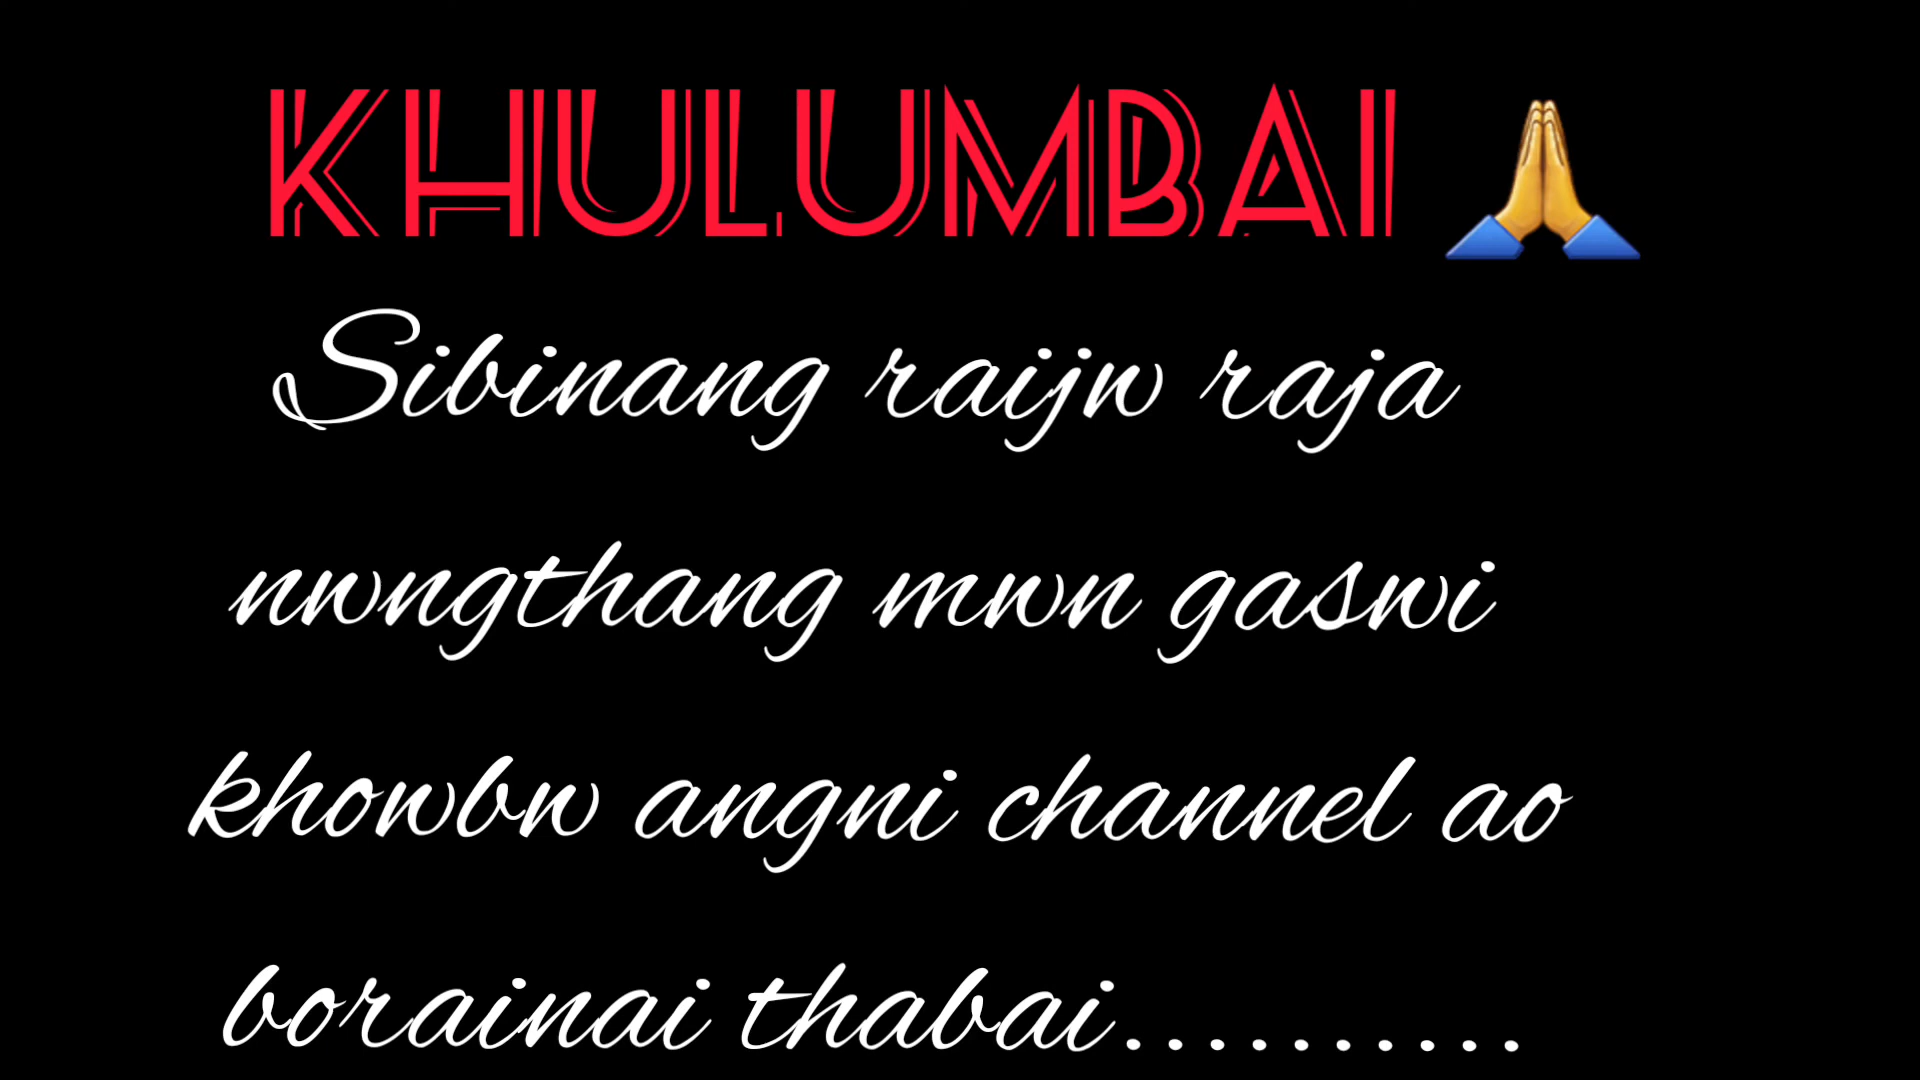 KHULUMBAI 🙏
Sibinang raijw raja
nwngthang mwn gaswi
khowbw angni channel ao
borainai thabai..........